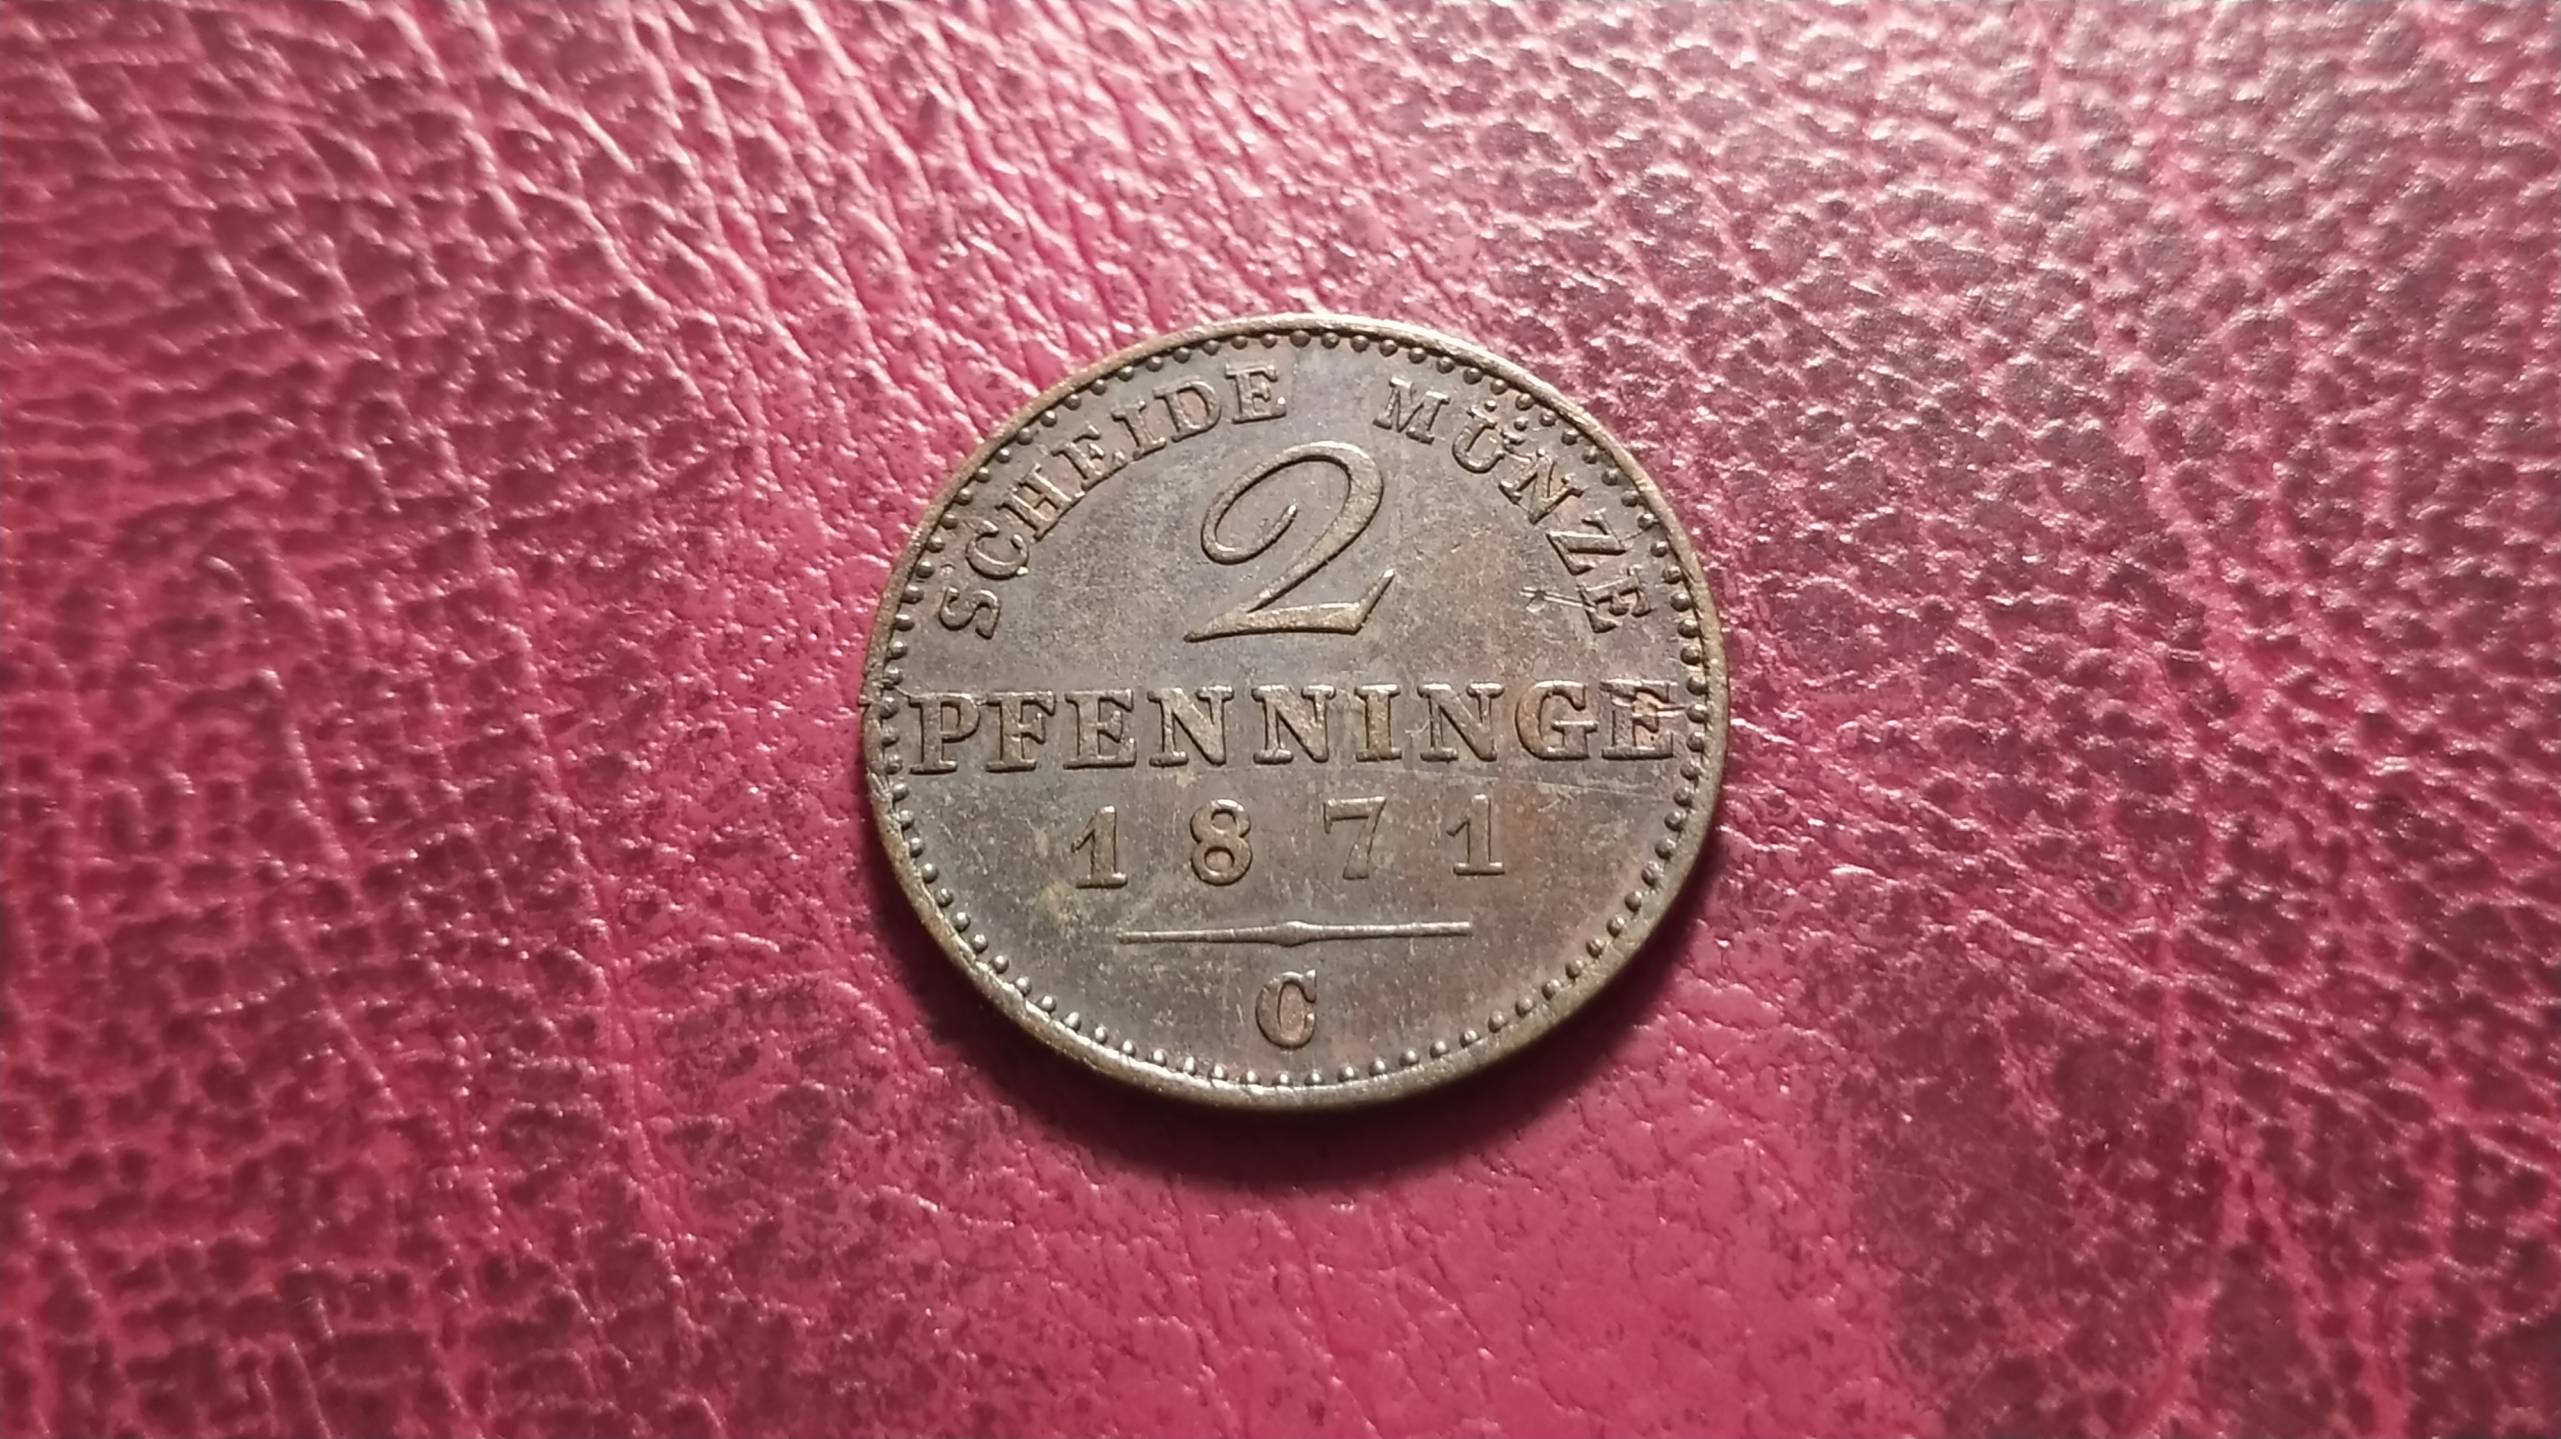 SCHEIDE MÜNZE
2
PFENNINGE
1871
C